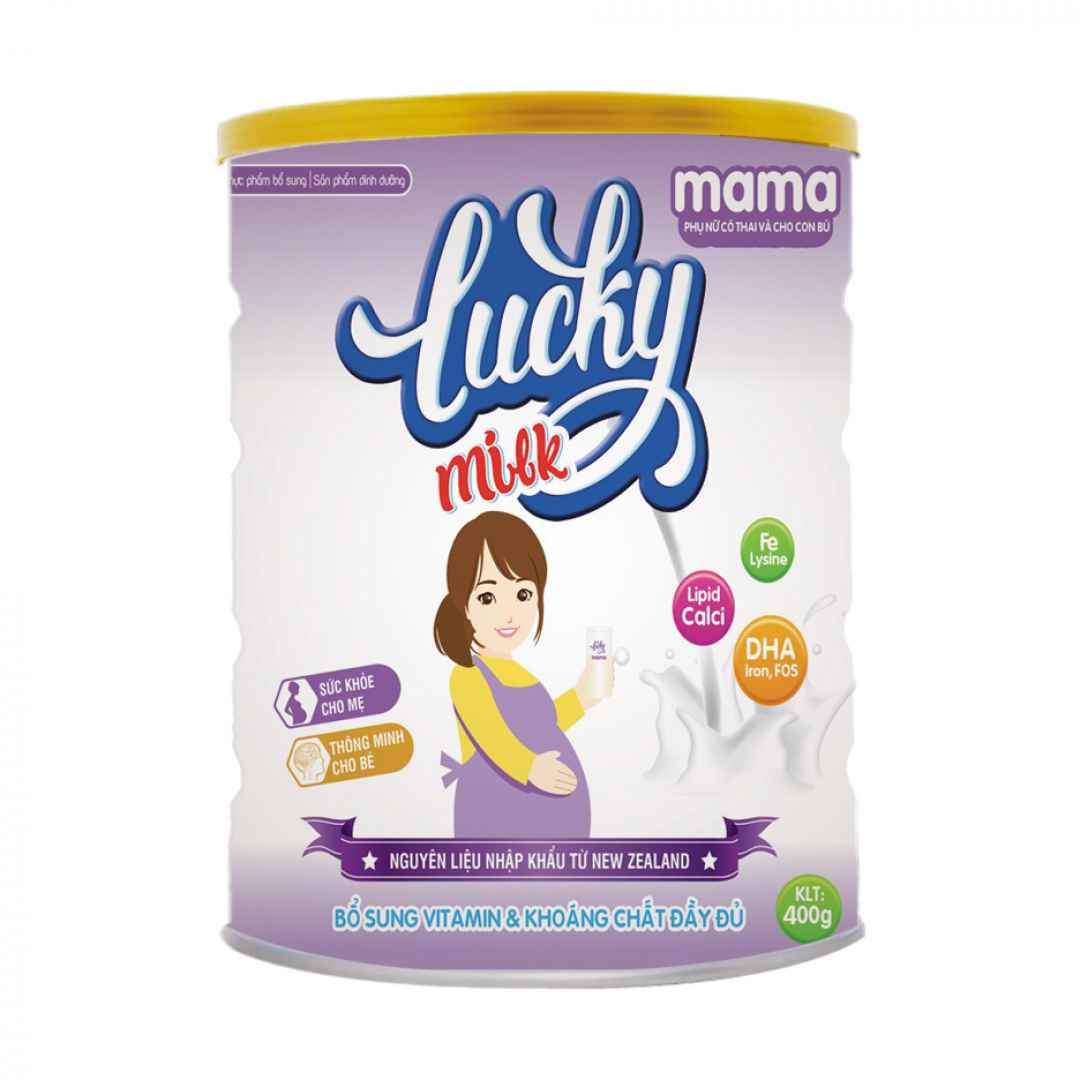 phẩm bổ sung | Sản phẩm dinh dưỡng
mama
PHỤ NỮ CÓ THAI VÀ CHO CON BÚ
lucky
milk
Fe
Lysine
Lipid
Calci
DHA
Iron, FOS
lucky
mama
SỨC KHỎE
CHO MẸ
THÔNG MINH
CHO BÉ
NGUYÊN LIỆU NHẬP KHẨU TỪ NEW ZEALAND
BỔ SUNG VITAMIN & KHOÁNG CHẤT ĐẦY ĐỦ
KLT:
400g